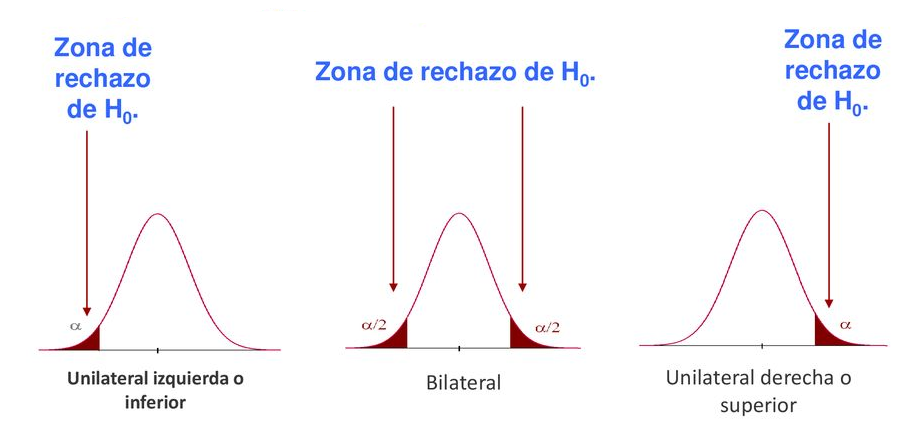 Zona de
rechazo
de H₀.
α
Unilateral izquierda o
inferior
Zona de rechazo de H₀.
α/2
α/2
Bilateral
Zona de
rechazo
de H₀.
α
Unilateral derecha o
superior